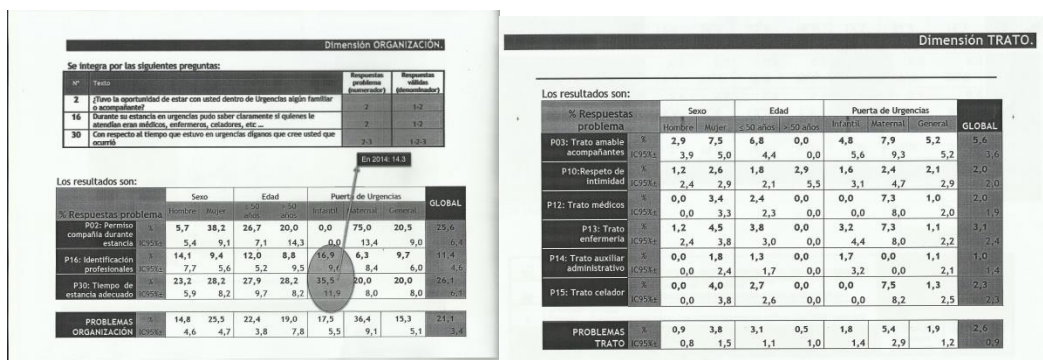 Dimensión ORGANIZACIÓN.
Se integra por las siguientes preguntas:
Nº Texto Respuestas problema (numerador) Respuestas válidas (denominador)
2 ¿Tuvo la oportunidad de estar con usted dentro de Urgencias algún familiar o acompañante? 2 1-2
16 Durante su estancia en urgencias pudo saber claramente si quienes le atendían eran médicos, enfermeros, celadores, etc ... 2 1-2
30 Con respecto al tiempo que estuvo en urgencias díganos que cree usted que ocurrió 2-3 1-2-3
En 2014: 14.3
Los resultados son:
% Respuestas problema Sexo Edad Puerta de Urgencias GLOBAL
Hombre Mujer ≤ 50 años > 50 años Infantil Maternal General
P02: Permiso compañía durante estancia % 5,7 38,2 26,7 20,0 0,0 75,0 20,5 25,6
IC95%± 5,4 9,1 7,1 14,3 0,0 13,4 9,0 6,4
P16: Identificación profesionales % 14,1 9,4 12,0 8,8 16,9 6,3 9,7 11,4
IC95%± 7,7 5,6 5,2 9,5 8,4 6,0 4,6
P30: Tiempo de estancia adecuado % 23,2 28,2 27,9 28,2 35,5 20,0 20,0 26,1
IC95%± 5,9 8,2 9,7 8,2 11,9 8,0 8,0 6,1
PROBLEMAS ORGANIZACIÓN % 14,8 25,5 22,4 19,0 17,5 36,4 15,3 21,1
IC95%± 4,6 4,7 3,8 7,8 5,5 9,1 5,1 3,4
Dimensión TRATO.
Los resultados son:
% Respuestas problema Sexo Edad Puerta de Urgencias GLOBAL
Hombre Mujer ≤ 50 años > 50 años Infantil Maternal General
P03: Trato amable acompañantes % 2,9 7,5 6,8 0,0 4,8 7,9 5,2 5,6
IC95%± 3,9 5,0 4,4 0,0 5,6 9,3 5,2 3,6
P10:Respeto de intimidad % 1,2 2,6 1,8 2,9 1,6 2,4 2,1 2,0
IC95%± 2,4 2,9 2,1 5,5 3,1 4,7 2,9 2,0
P12: Trato médicos % 0,0 3,4 2,4 0,0 0,0 7,3 1,0 2,0
IC95%± 0,0 3,3 2,3 0,0 0,0 8,0 2,0 1,9
P13: Trato enfermería % 1,2 4,5 3,8 0,0 3,2 7,3 1,1 3,1
IC95%± 2,4 3,8 3,0 0,0 4,4 8,0 2,2 2,4
P14: Trato auxiliar administrativo % 0,0 1,8 1,3 0,0 1,7 0,0 1,1 1,0
IC95%± 0,0 2,4 1,7 0,0 3,2 0,0 2,1 1,4
P15: Trato celador % 0,0 4,0 2,7 0,0 0,0 7,5 1,3 2,3
IC95%± 0,0 3,8 2,6 0,0 0,0 8,2 2,5 2,3
PROBLEMAS TRATO % 0,9 3,8 3,1 0,5 1,8 5,4 1,9 2,6
IC95%± 0,8 1,5 1,1 1,0 1,4 2,9 1,2 0,9